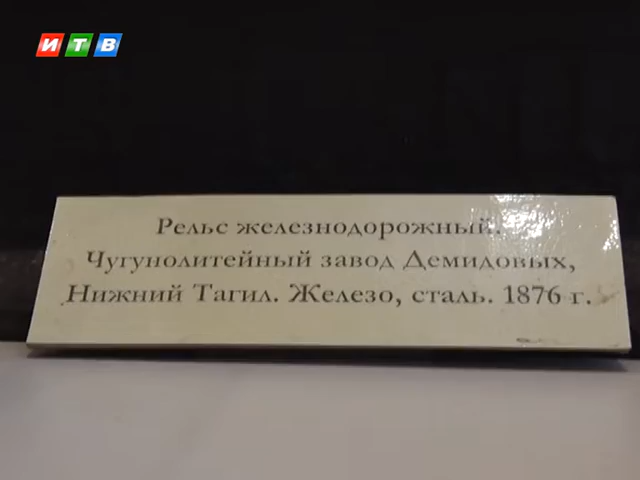 ИТВ
Рельс железнодорожный.
Чугунолитейный завод Демидовых,
Нижний Тагил. Железо, сталь. 1876 г.